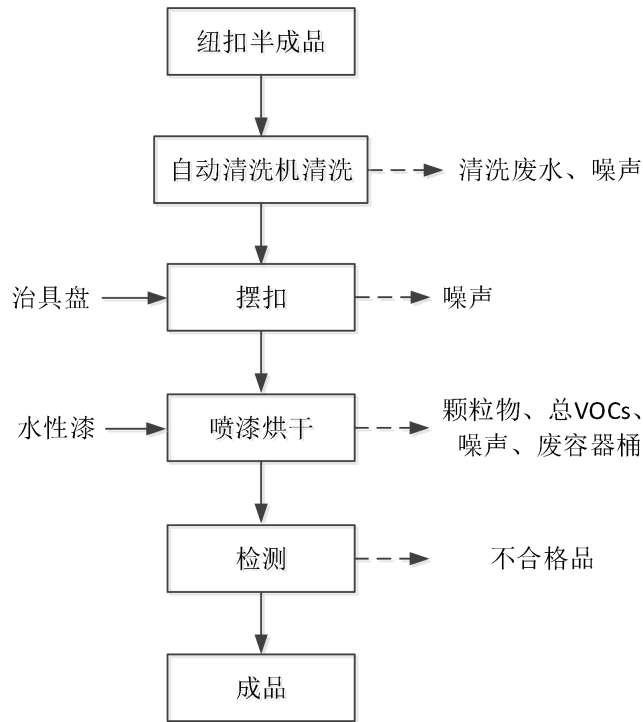 纽扣半成品
自动清洗机清洗
清洗废水、噪声
治具盘
摆扣
噪声
水性漆
喷漆烘干
颗粒物、总VOCs、
噪声、废容器桶
检测
不合格品
成品